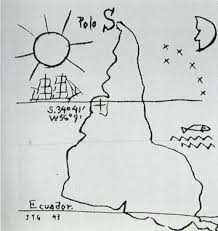 Polo S
S. 34° 41'
W 56° 9'
Ecuador.
JTG 43